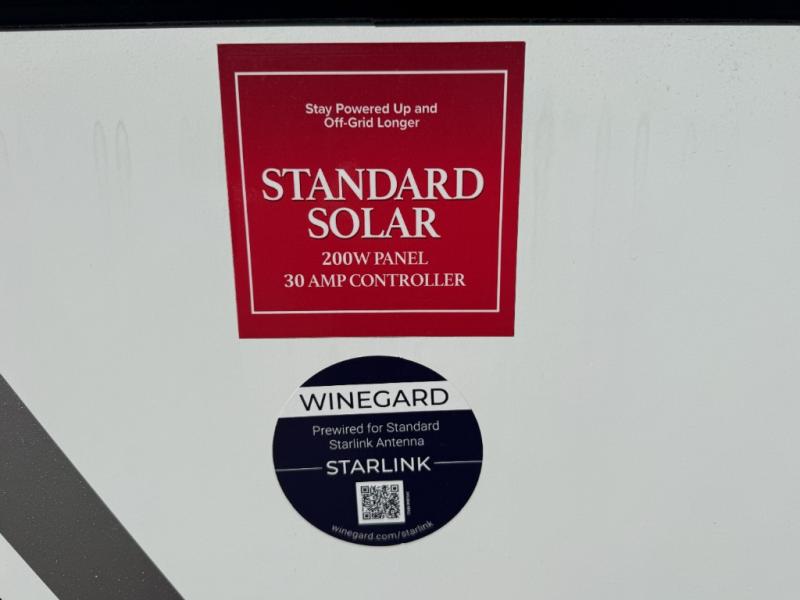 Stay Powered Up and
Off-Grid Longer
STANDARD
SOLAR
200W PANEL
30 AMP CONTROLLER
WINEGARD
Prewired for Standard
Starlink Antenna
STARLINK
winegard.com/starlink